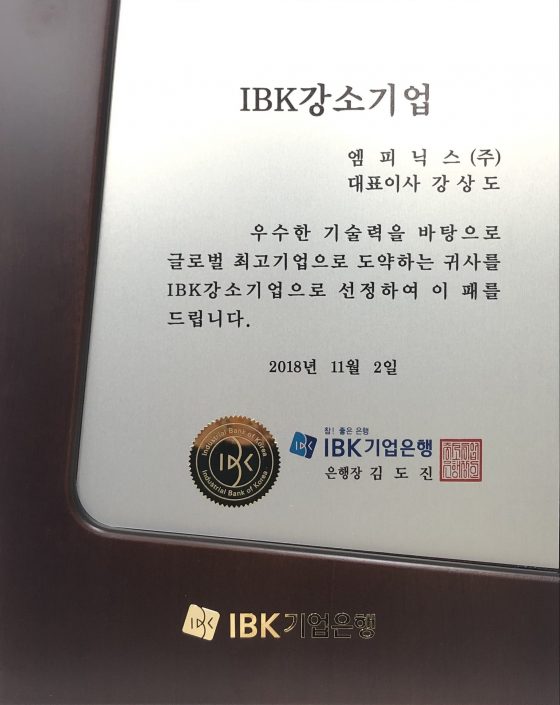 IBK강소기업
엠 피 닉 스 (주)
대표이사 강 상 도
우수한 기술력을 바탕으로
글로벌 최고기업으로 도약하는 귀사를
IBK강소기업으로 선정하여 이 패를
드립니다.
2018년 11월 2일
Industrial Bank of Korea
IBK
Industrial Bank of Korea
참! 좋은 은행
IBK기업은행
은행장 김 도 진
IBK기업은행